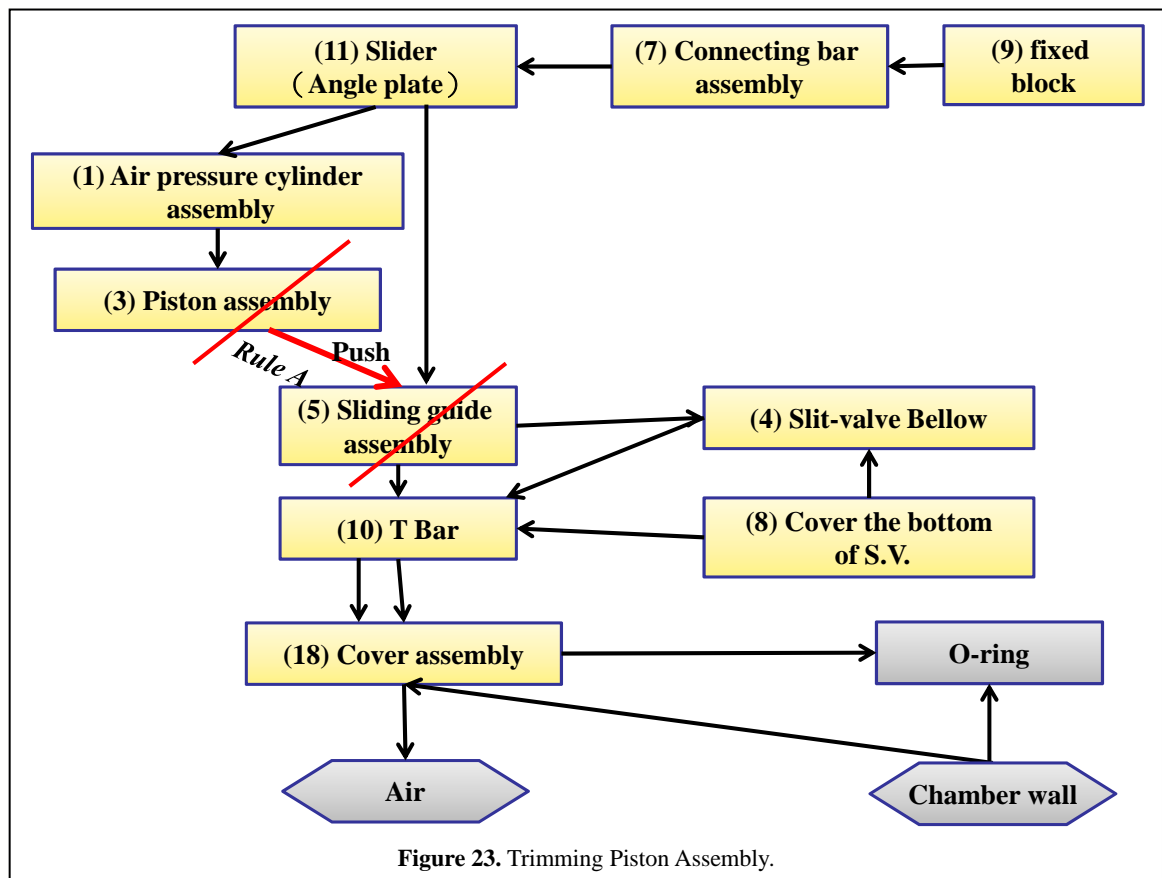 (11) Slider
（Angle plate）
(7) Connecting bar
assembly
(9) fixed
block
(1) Air pressure cylinder
assembly
(3) Piston assembly
Rule A
Push
(5) Sliding guide
assembly
(4) Slit-valve Bellow
(10) T Bar
(8) Cover the bottom
of S.V.
(18) Cover assembly
O-ring
Air
Chamber wall
Figure 23. Trimming Piston Assembly.